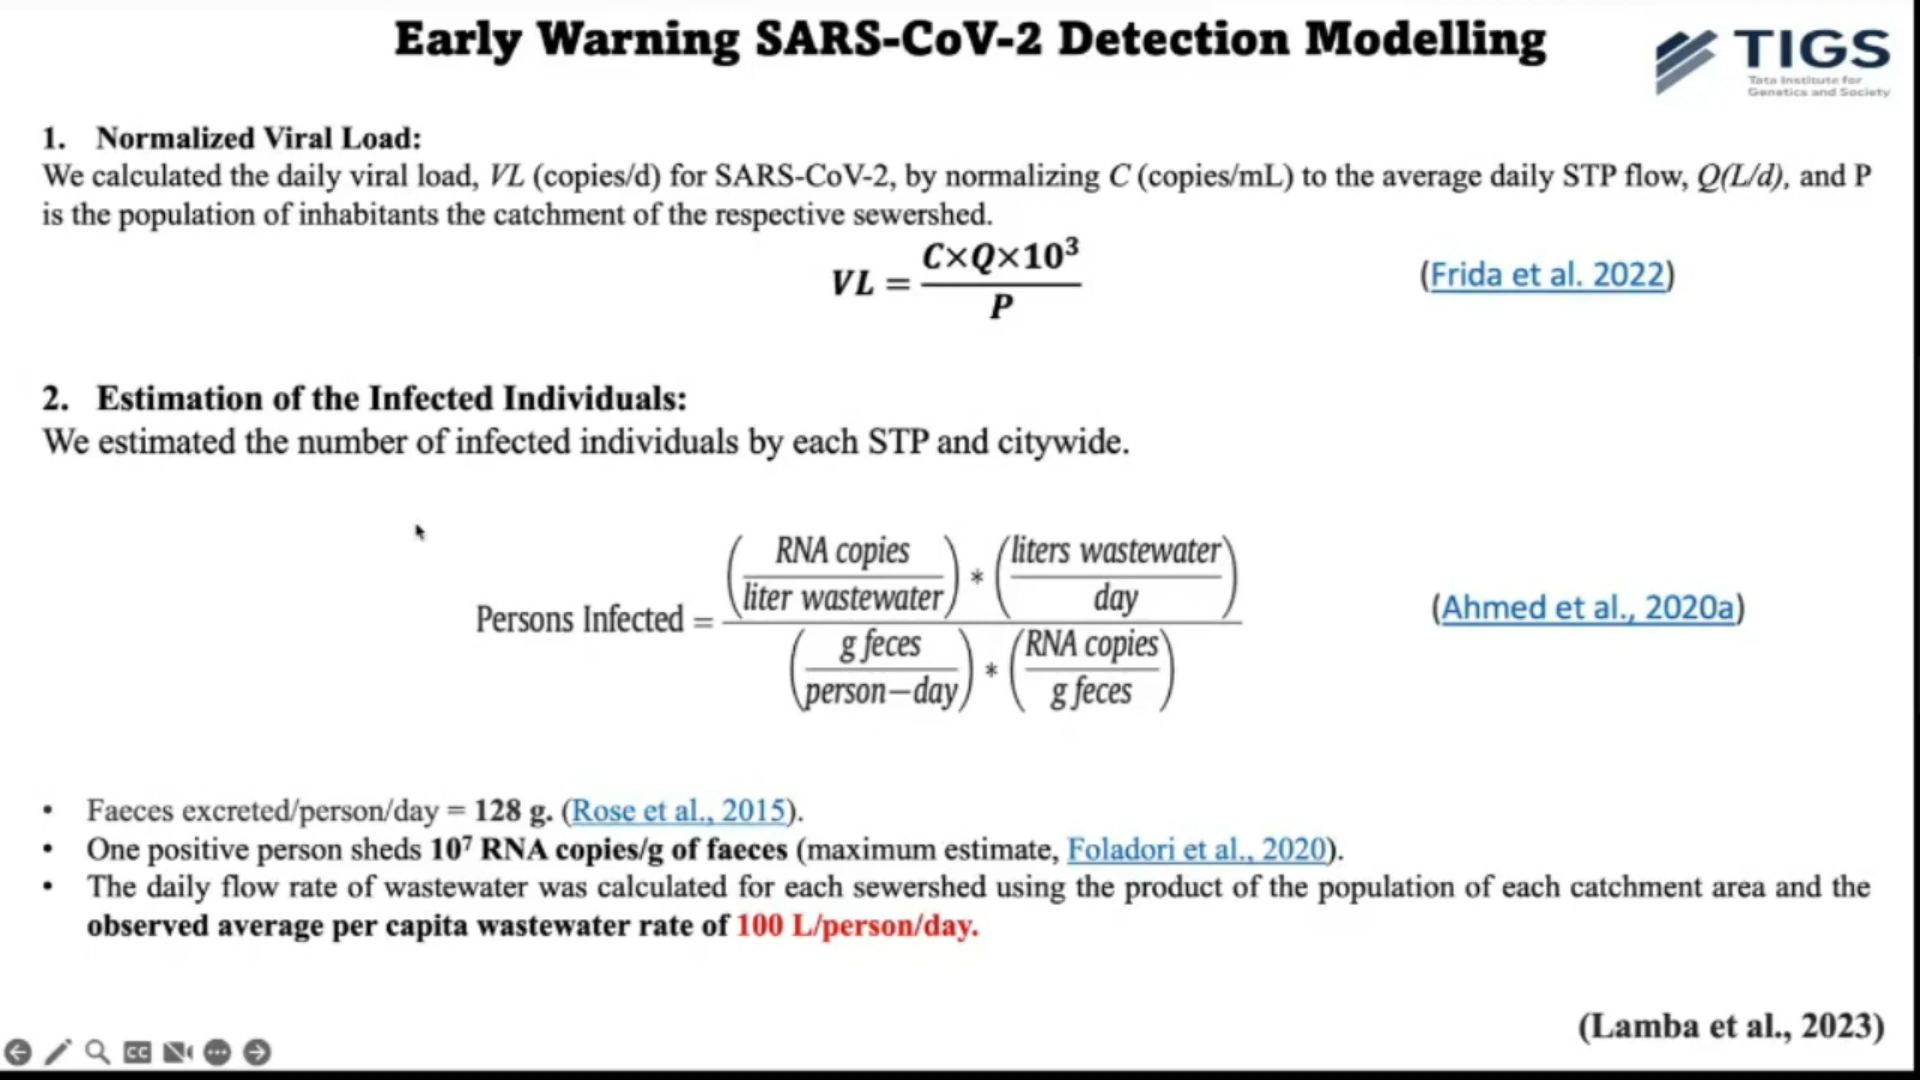 Early Warning SARS-CoV-2 Detection Modelling
TIGS
Tata Institute for
Genetics and Society
1. Normalized Viral Load:
We calculated the daily viral load, VL (copies/d) for SARS-CoV-2, by normalizing C (copies/mL) to the average daily STP flow, Q(L/d), and P
is the population of inhabitants the catchment of the respective sewershed.
VL = C×Q×10³ / P
(Frida et al. 2022)
2. Estimation of the Infected Individuals:
We estimated the number of infected individuals by each STP and citywide.
Persons Infected = (RNA copies / liter wastewater) * (liters wastewater / day) / (g feces / person−day) * (RNA copies / g feces)
(Ahmed et al., 2020a)
• Faeces excreted/person/day = 128 g. (Rose et al., 2015).
• One positive person sheds 10⁷ RNA copies/g of faeces (maximum estimate, Foladori et al., 2020).
• The daily flow rate of wastewater was calculated for each sewershed using the product of the population of each catchment area and the
observed average per capita wastewater rate of 100 L/person/day.
(Lamba et al., 2023)
CC